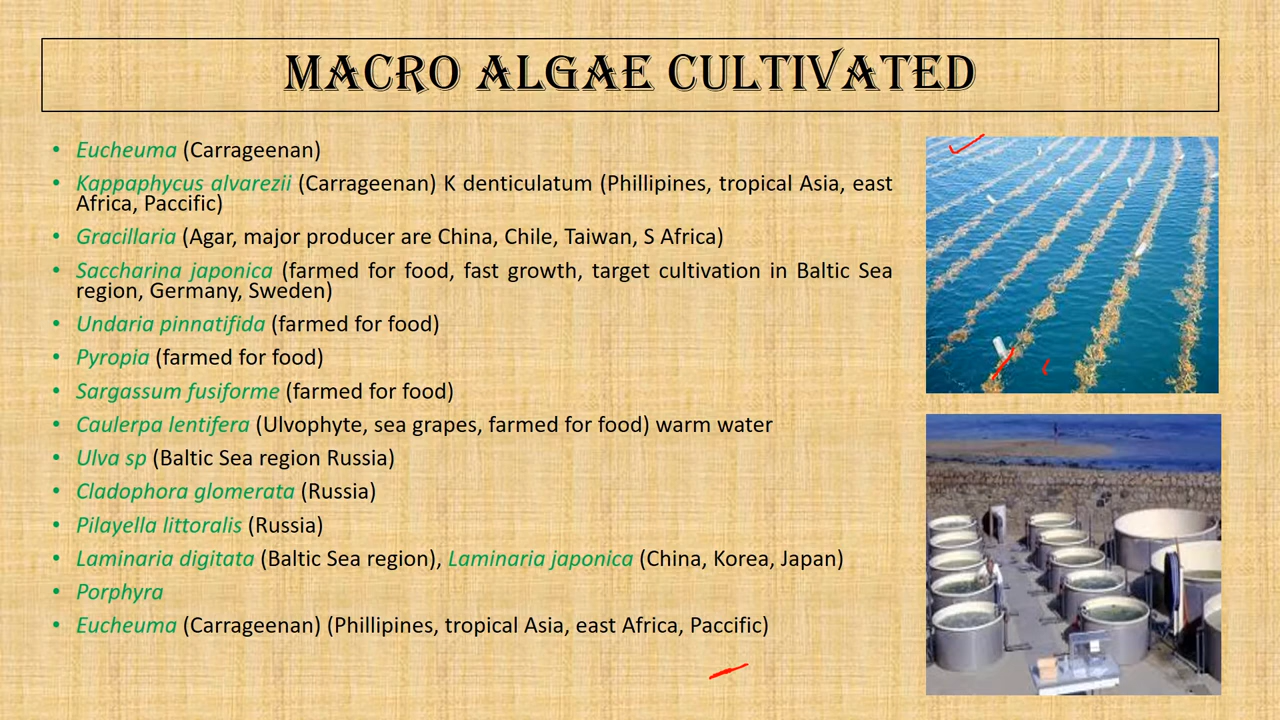 MACRO ALGAE CULTIVATED
• Eucheuma (Carrageenan)
• Kappaphycus alvarezii (Carrageenan) K denticulatum (Phillipines, tropical Asia, east
Africa, Paccific)
• Gracillaria (Agar, major producer are China, Chile, Taiwan, S Africa)
• Saccharina japonica (farmed for food, fast growth, target cultivation in Baltic Sea
region, Germany, Sweden)
• Undaria pinnatifida (farmed for food)
• Pyropia (farmed for food)
• Sargassum fusiforme (farmed for food)
• Caulerpa lentifera (Ulvophyte, sea grapes, farmed for food) warm water
• Ulva sp (Baltic Sea region Russia)
• Cladophora glomerata (Russia)
• Pilayella littoralis (Russia)
• Laminaria digitata (Baltic Sea region), Laminaria japonica (China, Korea, Japan)
• Porphyra
• Eucheuma (Carrageenan) (Phillipines, tropical Asia, east Africa, Paccific)